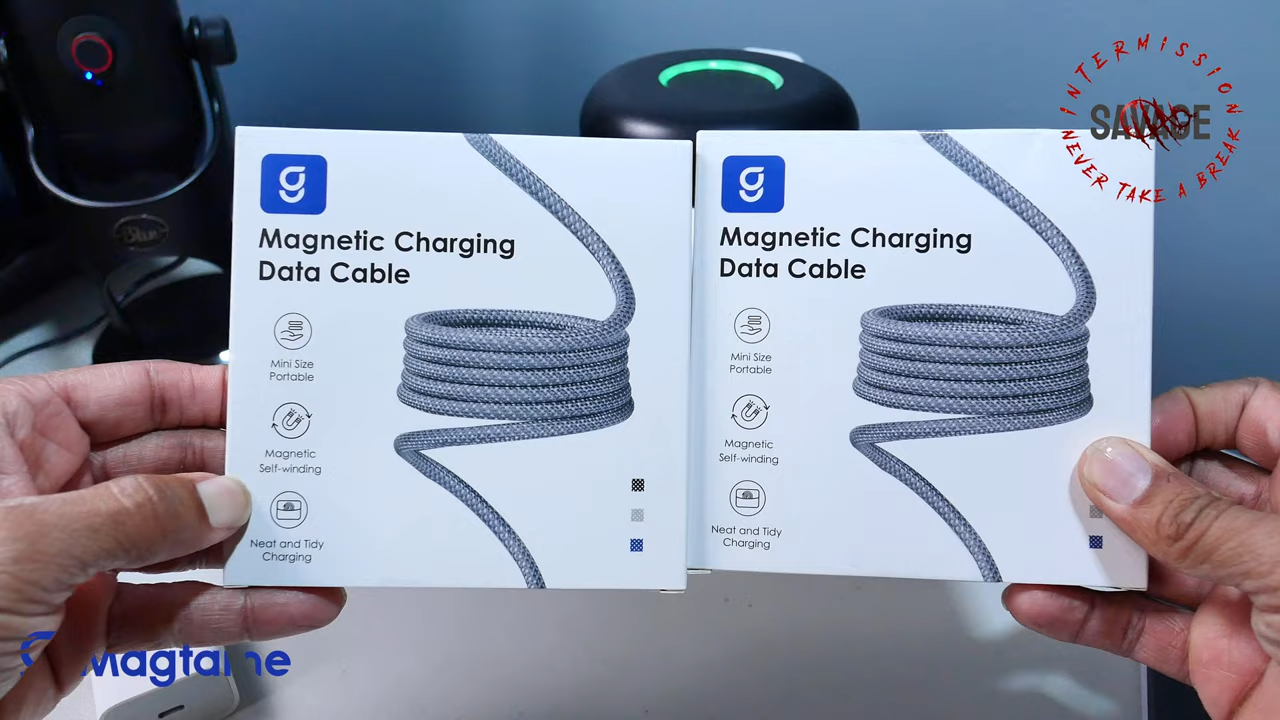 Magnetic Charging
Data Cable
Mini Size
Portable
Magnetic
Self-winding
Neat and Tidy
Charging
Magnetic Charging
Data Cable
Mini Size
Portable
Magnetic
Self-winding
Neat and Tidy
Charging
INTERMISSION
SAVAGE
NEVER TAKE A BREAK
Blue
Magtame